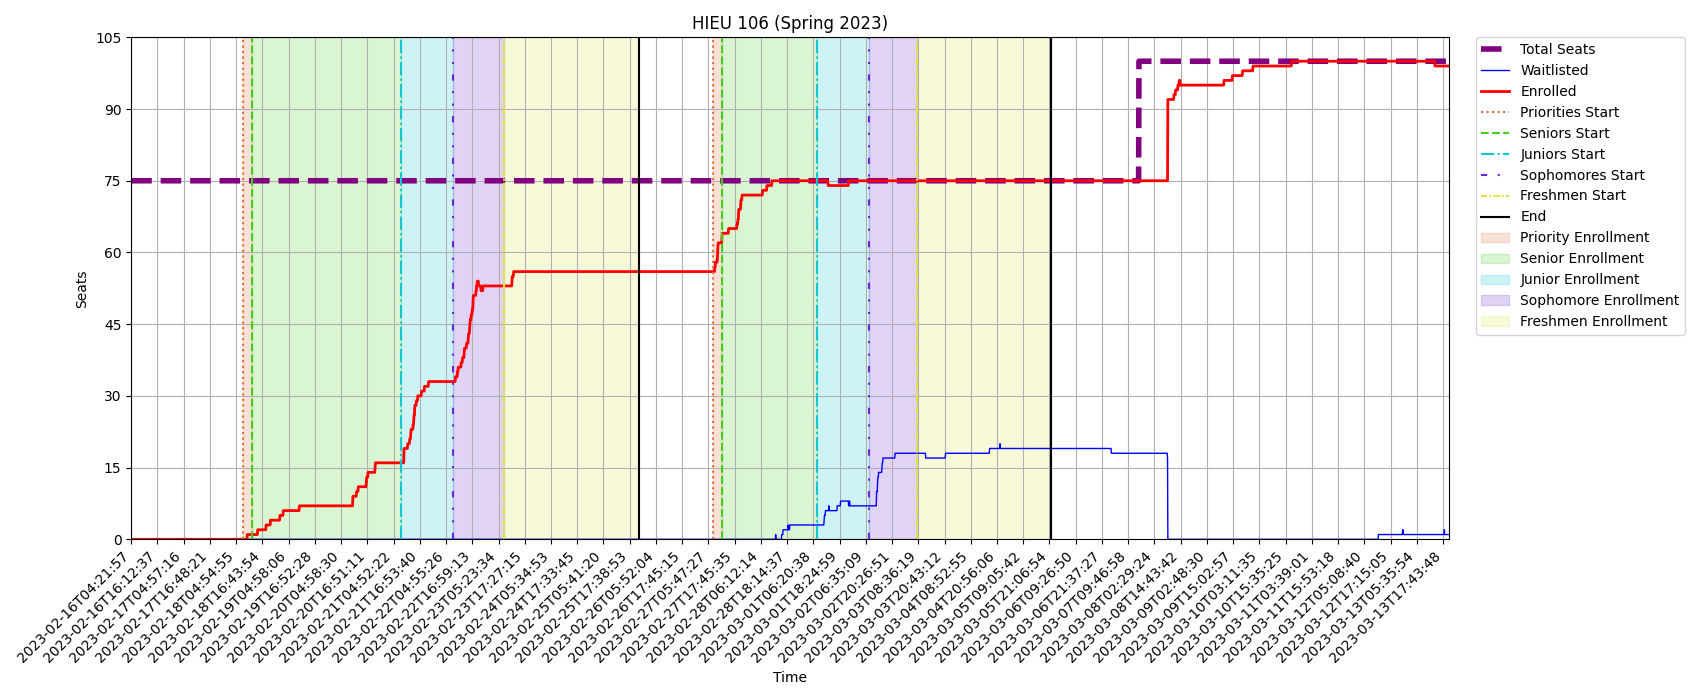 HIEU 106 (Spring 2023)
105
90
75
60
45
30
15
0
Seats
2023-02-16T04:21:57
2023-02-16T16:12:37
2023-02-17T04:57:16
2023-02-17T16:48:21
2023-02-18T04:54:55
2023-02-18T16:43:54
2023-02-19T04:58:06
2023-02-19T16:52:28
2023-02-20T04:58:30
2023-02-20T16:51:11
2023-02-21T04:52:22
2023-02-21T16:53:40
2023-02-22T04:55:26
2023-02-22T16:59:13
2023-02-23T05:23:34
2023-02-23T17:27:15
2023-02-24T05:34:53
2023-02-24T17:33:45
2023-02-25T05:41:20
2023-02-25T17:38:53
2023-02-26T05:52:04
2023-02-26T17:45:15
2023-02-27T05:47:27
2023-02-27T17:45:35
2023-02-28T06:12:14
2023-02-28T18:14:37
2023-03-01T06:20:38
2023-03-01T18:24:59
2023-03-02T06:35:09
2023-03-02T20:26:51
2023-03-03T08:36:19
2023-03-03T20:43:12
2023-03-04T08:52:55
2023-03-04T20:56:06
2023-03-05T09:05:42
2023-03-05T21:06:54
2023-03-06T09:26:50
2023-03-06T21:37:27
2023-03-07T09:46:58
2023-03-08T02:29:24
2023-03-08T14:43:42
2023-03-09T02:48:30
2023-03-09T15:02:57
2023-03-10T03:11:35
2023-03-10T15:35:25
2023-03-11T03:39:01
2023-03-11T15:53:18
2023-03-12T05:08:40
2023-03-12T17:15:05
2023-03-13T05:35:54
2023-03-13T17:43:48
Time
Total Seats
Waitlisted
Enrolled
Priorities Start
Seniors Start
Juniors Start
Sophomores Start
Freshmen Start
End
Priority Enrollment
Senior Enrollment
Junior Enrollment
Sophomore Enrollment
Freshmen Enrollment